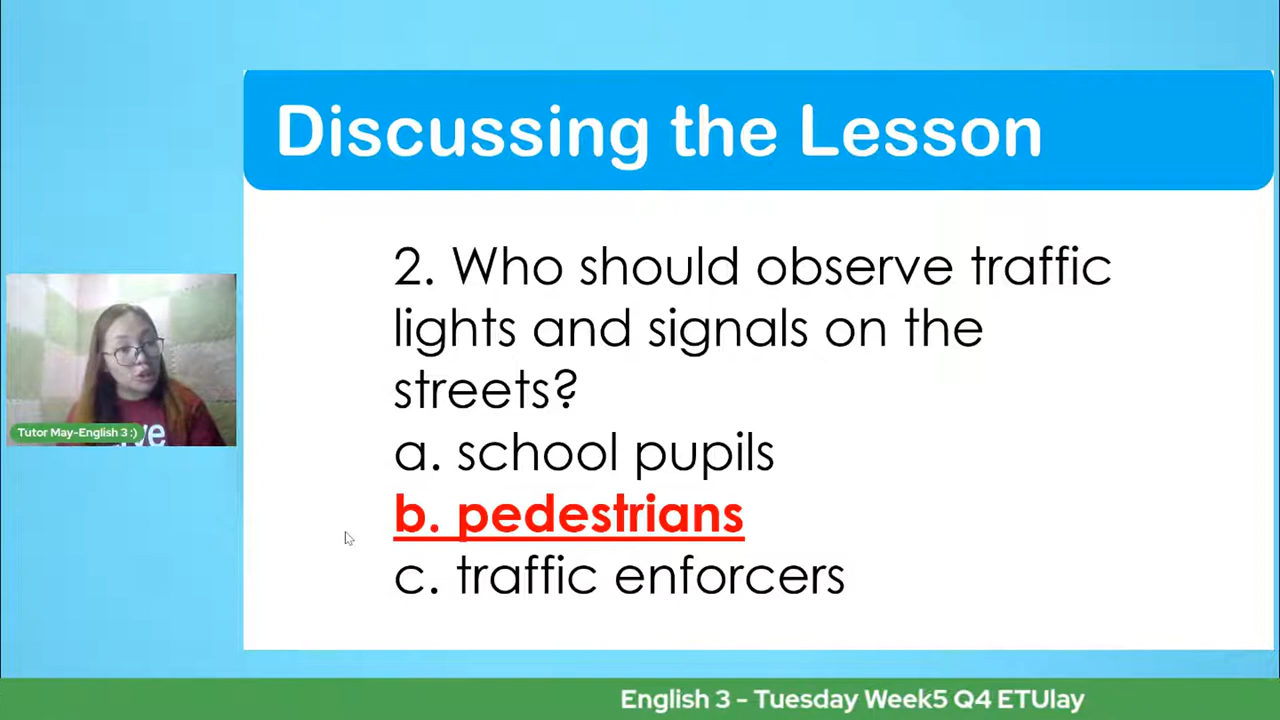 Discussing the Lesson
2. Who should observe traffic
lights and signals on the
streets?
a. school pupils
b. pedestrians
c. traffic enforcers
Tutor May-English 3 :)
English 3 - Tuesday Week5 Q4 ETUlay